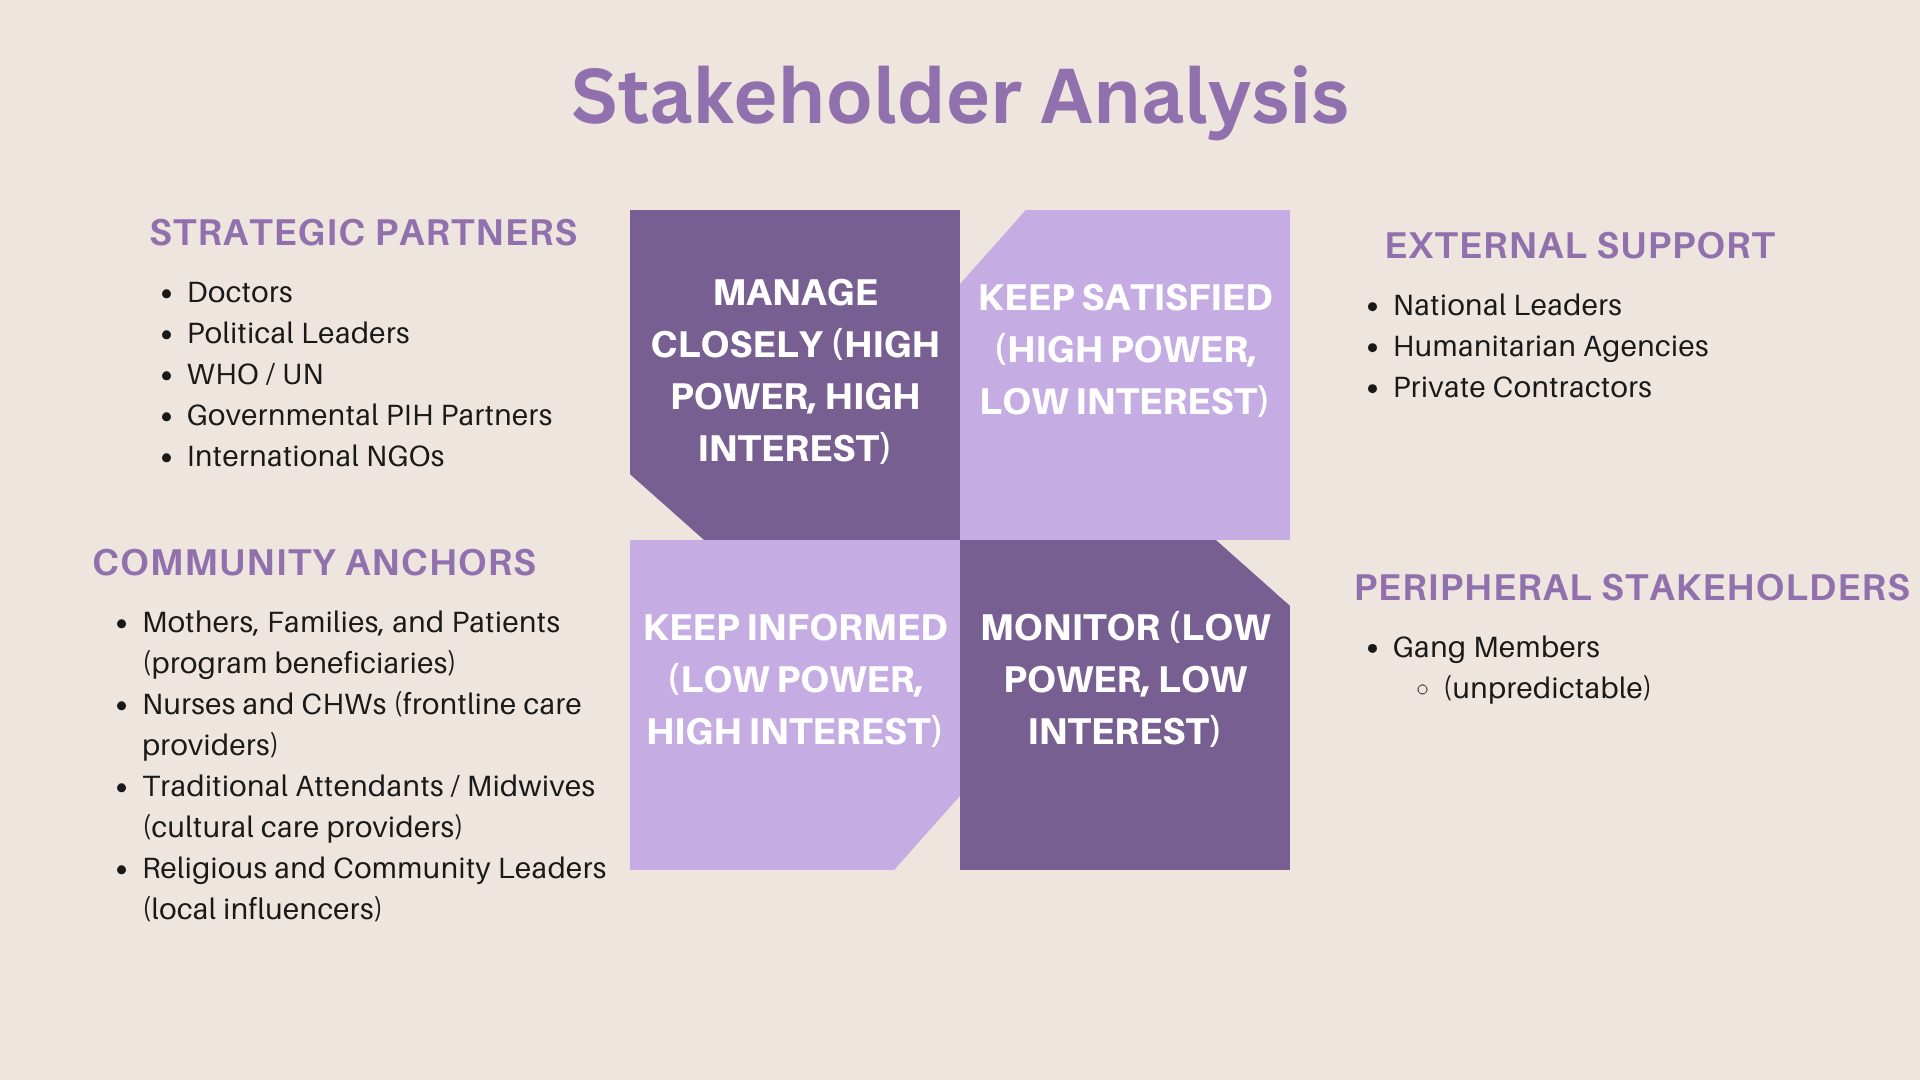 Stakeholder Analysis
STRATEGIC PARTNERS
• Doctors
• Political Leaders
• WHO / UN
• Governmental PIH Partners
• International NGOs
MANAGE
CLOSELY (HIGH
POWER, HIGH
INTEREST)
KEEP SATISFIED
(HIGH POWER,
LOW INTEREST)
EXTERNAL SUPPORT
• National Leaders
• Humanitarian Agencies
• Private Contractors
COMMUNITY ANCHORS
• Mothers, Families, and Patients
(program beneficiaries)
• Nurses and CHWs (frontline care
providers)
• Traditional Attendants / Midwives
(cultural care providers)
• Religious and Community Leaders
(local influencers)
KEEP INFORMED
(LOW POWER,
HIGH INTEREST)
MONITOR (LOW
POWER, LOW
INTEREST)
PERIPHERAL STAKEHOLDERS
• Gang Members
◦ (unpredictable)